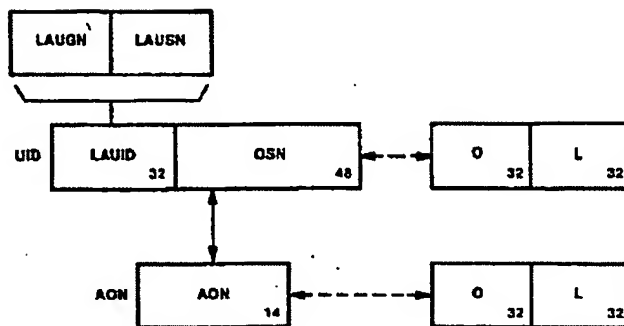 LAUGN LAUSN
UID LAUID 32 OSN 48 O 32 L 32
AON AON 14 O 32 L 32